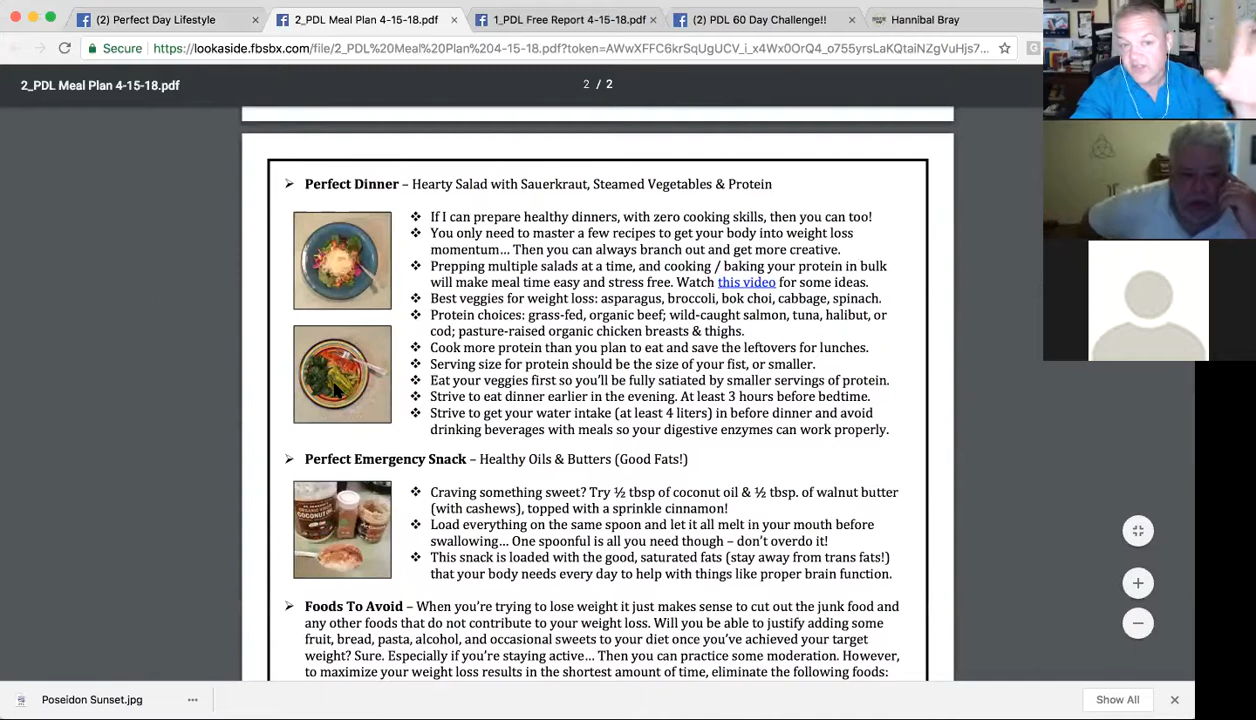 (2) Perfect Day Lifestyle
2_PDL Meal Plan 4-15-18.pdf
1_PDL Free Report 4-15-18.pdf
(2) PDL 60 Day Challenge!!
Hannibal Bray
Secure https://lookaside.fbsbx.com/file/2_PDL%20Meal%20Plan%204-15-18.pdf?token=AWwXFFC6krSqUgUCV_i_x4Wx0OrQ4_o755yrsLaKQtaiNZgVuHjs7...
2_PDL Meal Plan 4-15-18.pdf
2 / 2
➢ Perfect Dinner – Hearty Salad with Sauerkraut, Steamed Vegetables & Protein
❖ If I can prepare healthy dinners, with zero cooking skills, then you can too!
❖ You only need to master a few recipes to get your body into weight loss
momentum… Then you can always branch out and get more creative.
❖ Prepping multiple salads at a time, and cooking / baking your protein in bulk
will make meal time easy and stress free. Watch this video for some ideas.
❖ Best veggies for weight loss: asparagus, broccoli, bok choi, cabbage, spinach.
❖ Protein choices: grass-fed, organic beef; wild-caught salmon, tuna, halibut, or
cod; pasture-raised organic chicken breasts & thighs.
❖ Cook more protein than you plan to eat and save the leftovers for lunches.
❖ Serving size for protein should be the size of your fist, or smaller.
❖ Eat your veggies first so you'll be fully satiated by smaller servings of protein.
❖ Strive to eat dinner earlier in the evening. At least 3 hours before bedtime.
❖ Strive to get your water intake (at least 4 liters) in before dinner and avoid
drinking beverages with meals so your digestive enzymes can work properly.
➢ Perfect Emergency Snack – Healthy Oils & Butters (Good Fats!)
COCONUT OIL
❖ Craving something sweet? Try ½ tbsp of coconut oil & ½ tbsp. of walnut butter
(with cashews), topped with a sprinkle cinnamon!
❖ Load everything on the same spoon and let it all melt in your mouth before
swallowing… One spoonful is all you need though – don't overdo it!
❖ This snack is loaded with the good, saturated fats (stay away from trans fats!)
that your body needs every day to help with things like proper brain function.
➢ Foods To Avoid – When you're trying to lose weight it just makes sense to cut out the junk food and
any other foods that do not contribute to your weight loss. Will you be able to justify adding some
fruit, bread, pasta, alcohol, and occasional sweets to your diet once you've achieved your target
weight? Sure. Especially if you're staying active… Then you can practice some moderation. However,
to maximize your weight loss results in the shortest amount of time, eliminate the following foods:
Poseidon Sunset.jpg
Show All